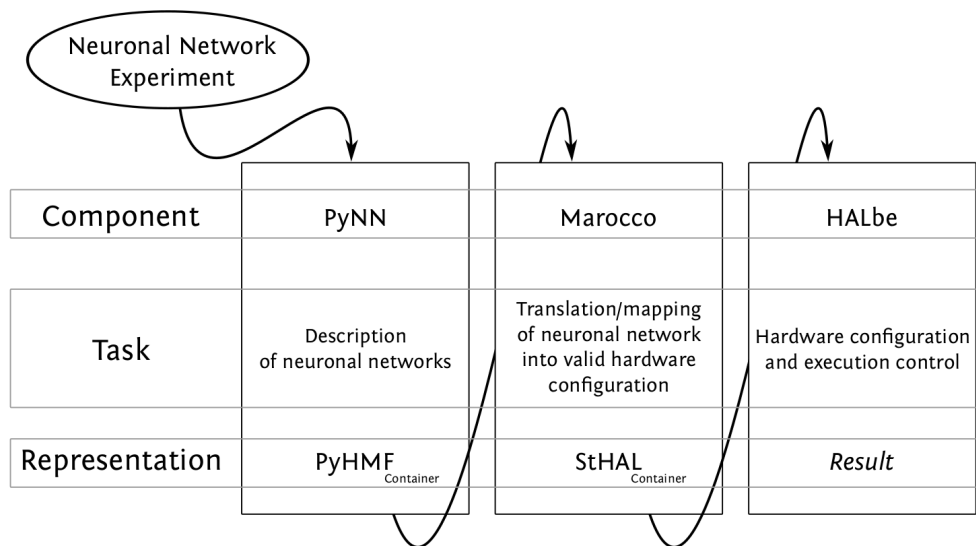 Neuronal Network
Experiment
Component
PyNN
Marocco
HALbe
Task
Description
of neuronal networks
Translation/mapping
of neuronal network
into valid hardware
configuration
Hardware configuration
and execution control
Representation
PyHMF Container
StHAL Container
Result